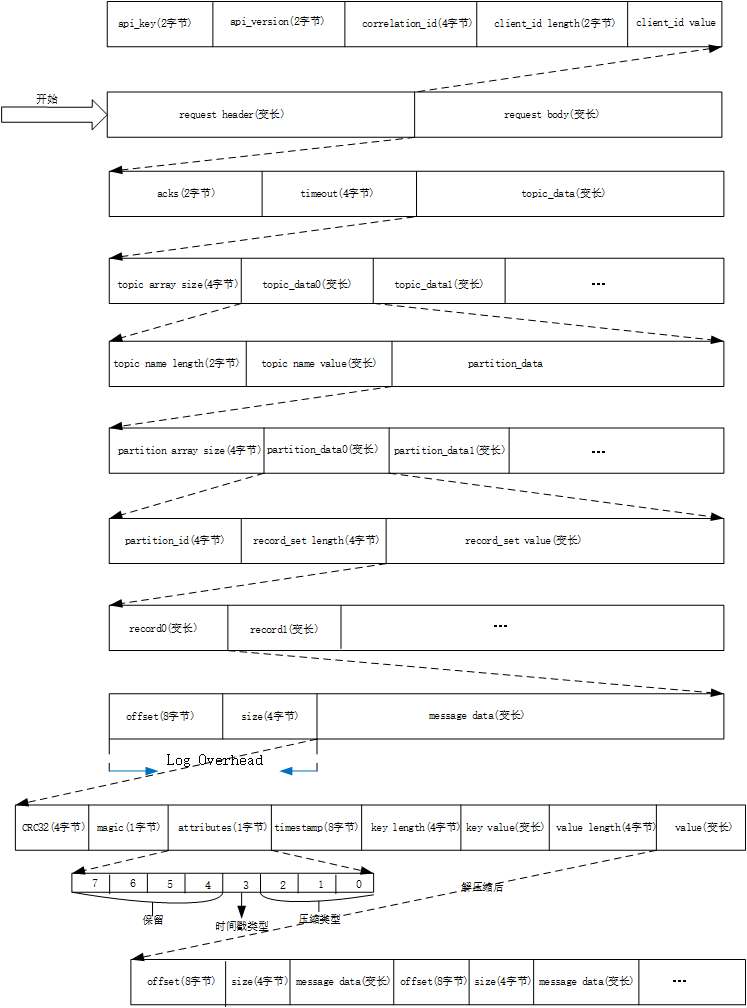 api_key(2字节) api_version(2字节) correlation_id(4字节) client_id length(2字节) client_id value
开始
request header(变长) request body(变长)
acks(2字节) timeout(4字节) topic_data(变长)
topic array size(4字节) topic_data0(变长) topic_data1(变长) ---
topic name length(2字节) topic name value(变长) partition_data
partition array size(4字节) partition_data0(变长) partition_data1(变长) ---
partition_id(4字节) record_set length(4字节) record_set value(变长)
record0(变长) record1(变长) ---
offset(8字节) size(4字节) message data(变长)
Log Overhead
CRC32(4字节) magic(1字节) attributes(1字节) timestamp(8字节) key length(4字节) key value(变长) value length(4字节) value(变长)
7 6 5 4 3 2 1 0
解压缩后
保留 时间戳类型 压缩类型
offset(8字节) size(4字节) message data(变长) offset(8字节) size(4字节) message data(变长) ---